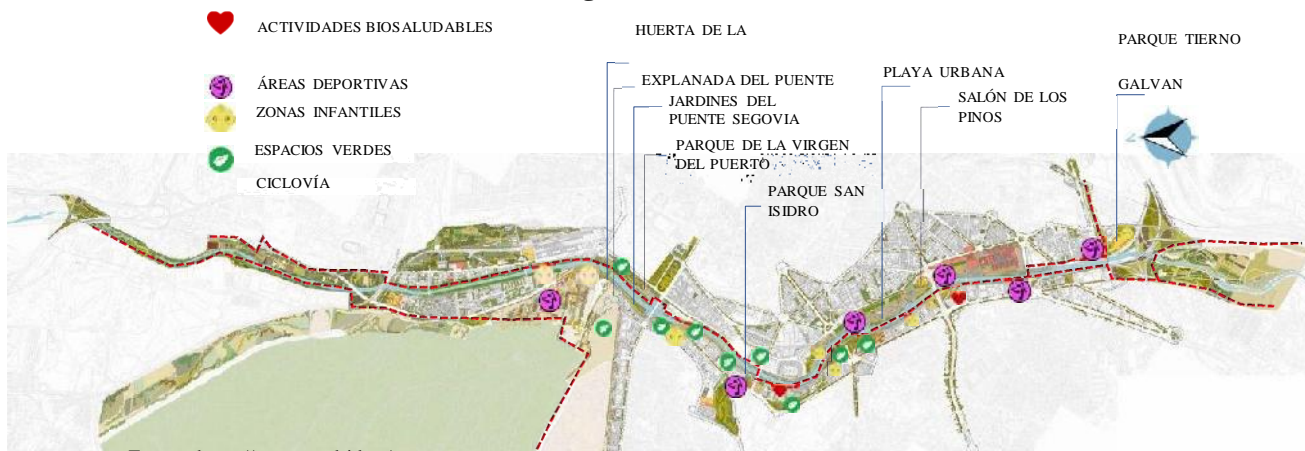 ACTIVIDADES BIOSALUDABLES
ÁREAS DEPORTIVAS
ZONAS INFANTILES
ESPACIOS VERDES
CICLOVÍA
HUERTA DE LA
EXPLANADA DEL PUENTE
JARDINES DEL
PUENTE SEGOVIA
PARQUE DE LA VIRGEN
DEL PUERTO
PARQUE SAN
ISIDRO
PLAYA URBANA
SALÓN DE LOS
PINOS
PARQUE TIERNO
GALVAN